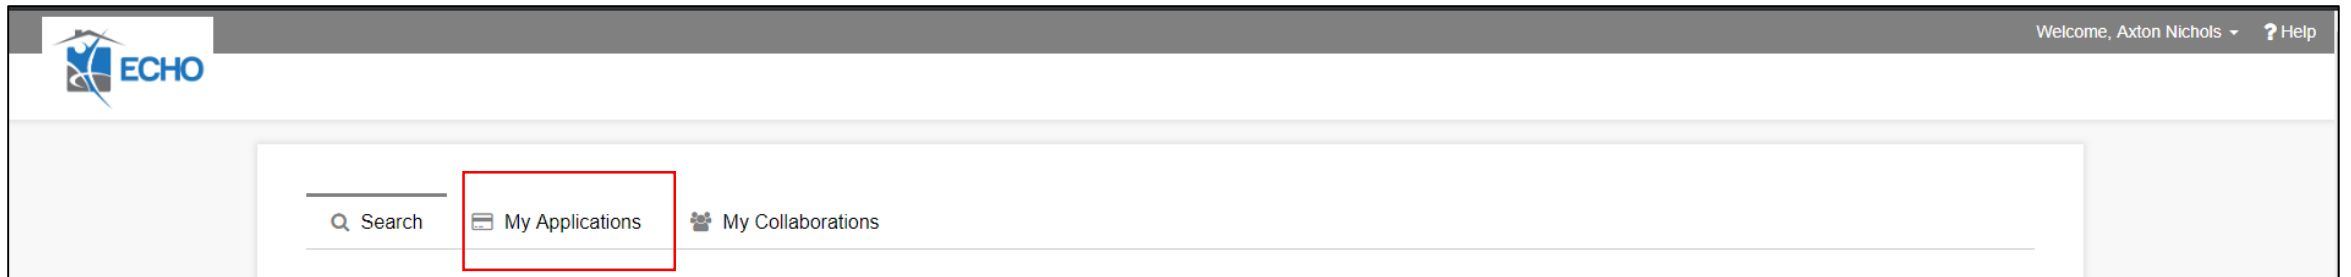 Welcome, Axton Nichols ? Help
ECHO
Search My Applications My Collaborations